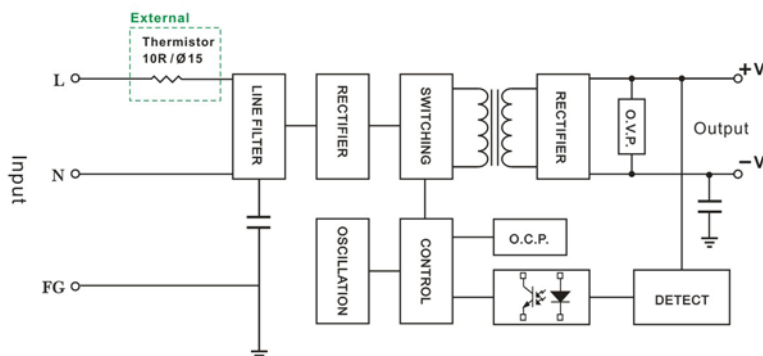 External
Thermistor
10R/Ø15
L
LINE FILTER
RECTIFIER
SWITCHING
RECTIFIER
O.V.P.
+V
Output
−V
Input
N
OSCILLATION
CONTROL
O.C.P.
FG
DETECT